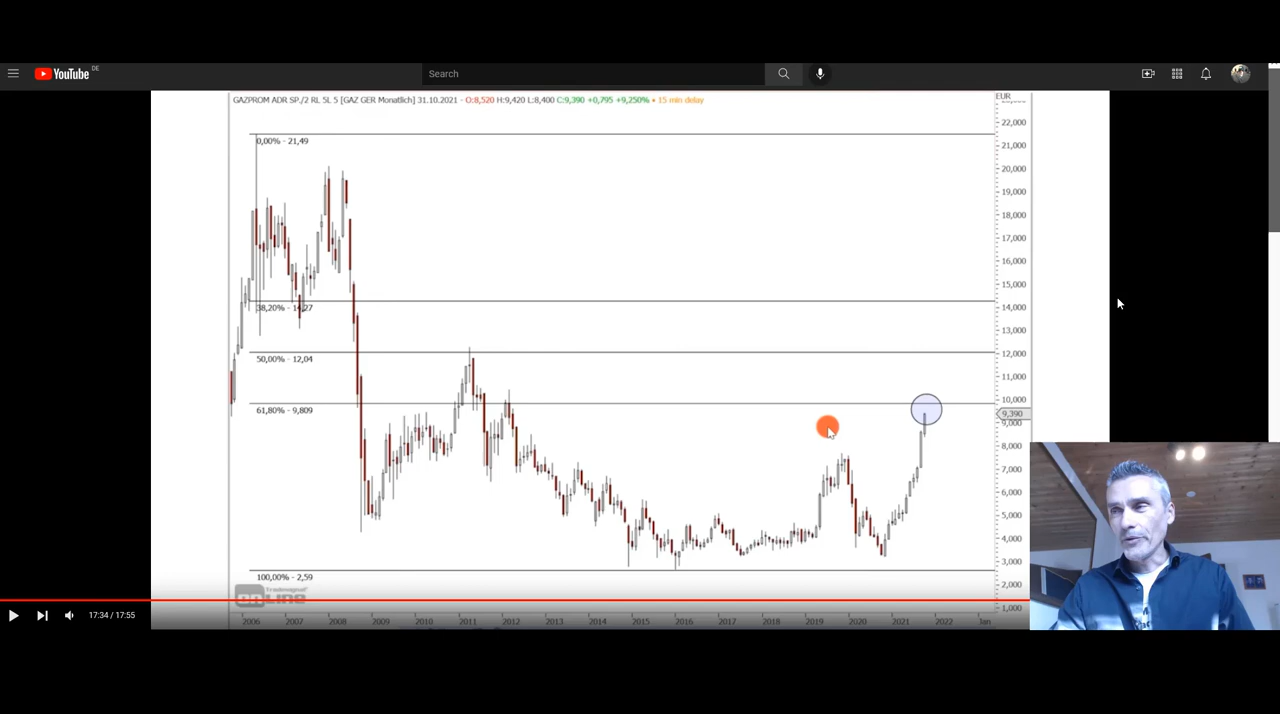 YouTube DE
Search
GAZPROM ADR SP./2 RL 5L 5 [GAZ GER Monatlich] 31.10.2021 - O:8,520 H:9,420 L:8,400 C:9,390 +0,795 +9,250% • 15 min delay
EUR
22,000
0,00% - 21,49
21,000
20,000
19,000
18,000
17,000
16,000
15,000
38,20% - 14,27
14,000
13,000
50,00% - 12,04
12,000
11,000
61,80% - 9,809
10,000
9,390
9,000
8,000
7,000
6,000
5,000
4,000
3,000
100,00% - 2,59
2,000
Tradesignal
OnLine
1,000
17:34 / 17:55
2006 2007 2008 2009 2010 2011 2012 2013 2014 2015 2016 2017 2018 2019 2020 2021 2022 Jan